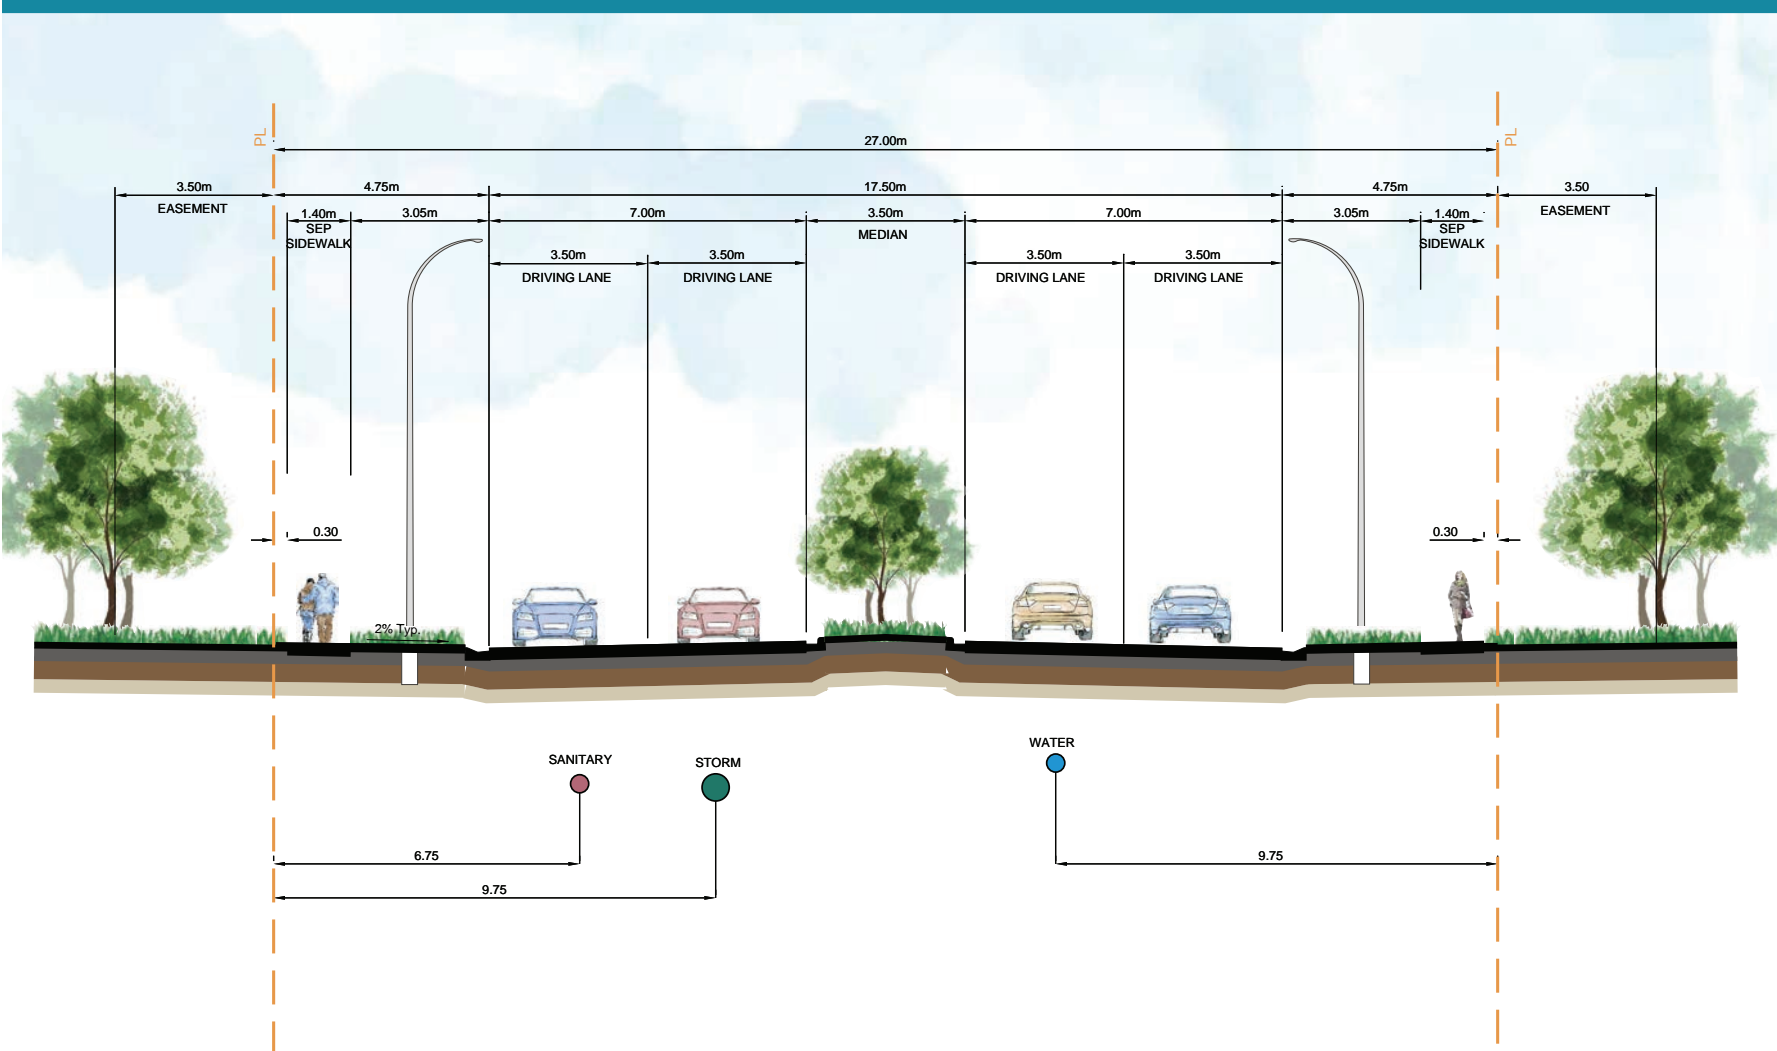 PL
PL
27.00m
3.50m
4.75m
17.50m
4.75m
3.50
EASEMENT
EASEMENT
1.40m
3.05m
7.00m
3.50m
7.00m
3.05m
1.40m
SEP
SIDEWALK
MEDIAN
SEP
SIDEWALK
3.50m
3.50m
3.50m
3.50m
DRIVING LANE
DRIVING LANE
DRIVING LANE
DRIVING LANE
0.30
0.30
2% Typ.
SANITARY
STORM
WATER
6.75
9.75
9.75